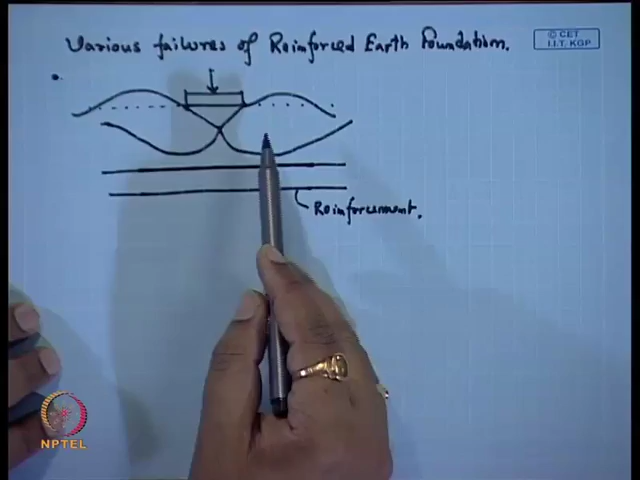 Various failures of Reinforced Earth Foundation.
© CET
I.I.T. KGP
Reinforcement.
NPTEL